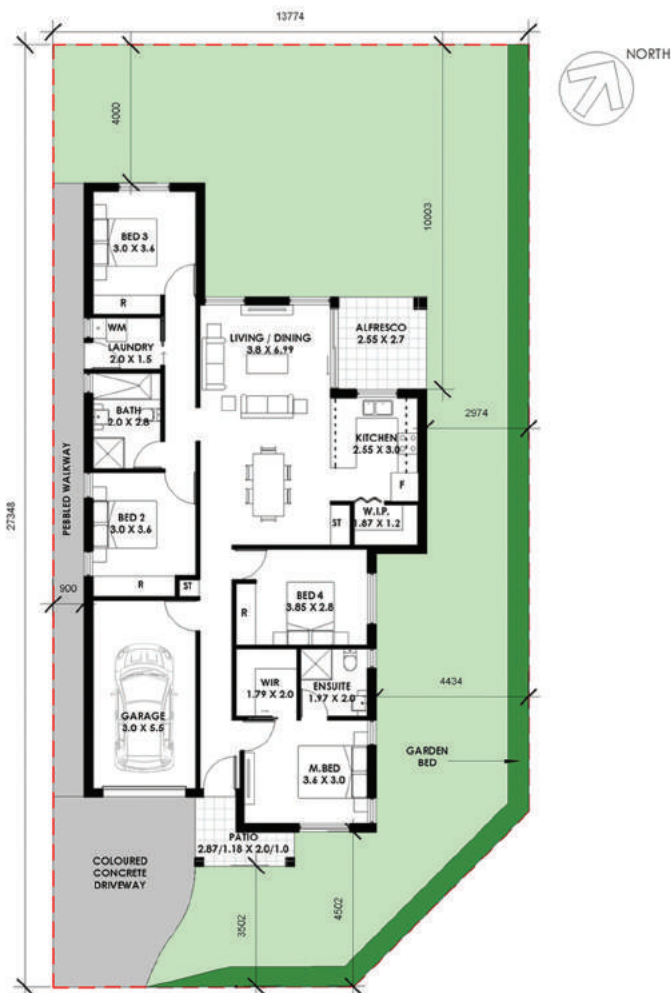 13774
NORTH
4000
10003
BED 3
3.0 X 3.6
R
WM
LAUNDRY
2.0 X 1.5
LIVING / DINING
3.8 X 6.99
ALFRESCO
2.55 X 2.7
BATH
2.0 X 2.8
KITCHEN
2.55 X 3.0
F
2974
PEBBLED WALKWAY
27348
BED 2
3.0 X 3.6
W.I.P.
1.87 X 1.2
ST
R
ST
900
BED 4
3.85 X 2.8
R
WIR
1.79 X 2.0
ENSUITE
1.97 X 2.0
4434
GARAGE
3.0 X 5.5
GARDEN
BED
M.BED
3.6 X 3.0
PATIO
2.87/1.18 X 2.0/1.0
COLOURED
CONCRETE
DRIVEWAY
3502
4502